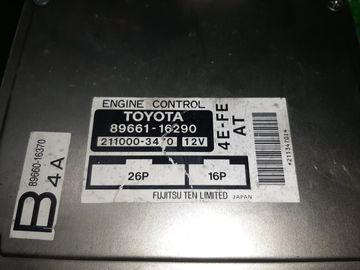 ENGINE CONTROL
TOYOTA
89661-16290
211000-3470 12V
4E-FE
AT
26P 16P
FUJITSU TEN LIMITED JAPAN
*2113470*
89660-16370
B
4A